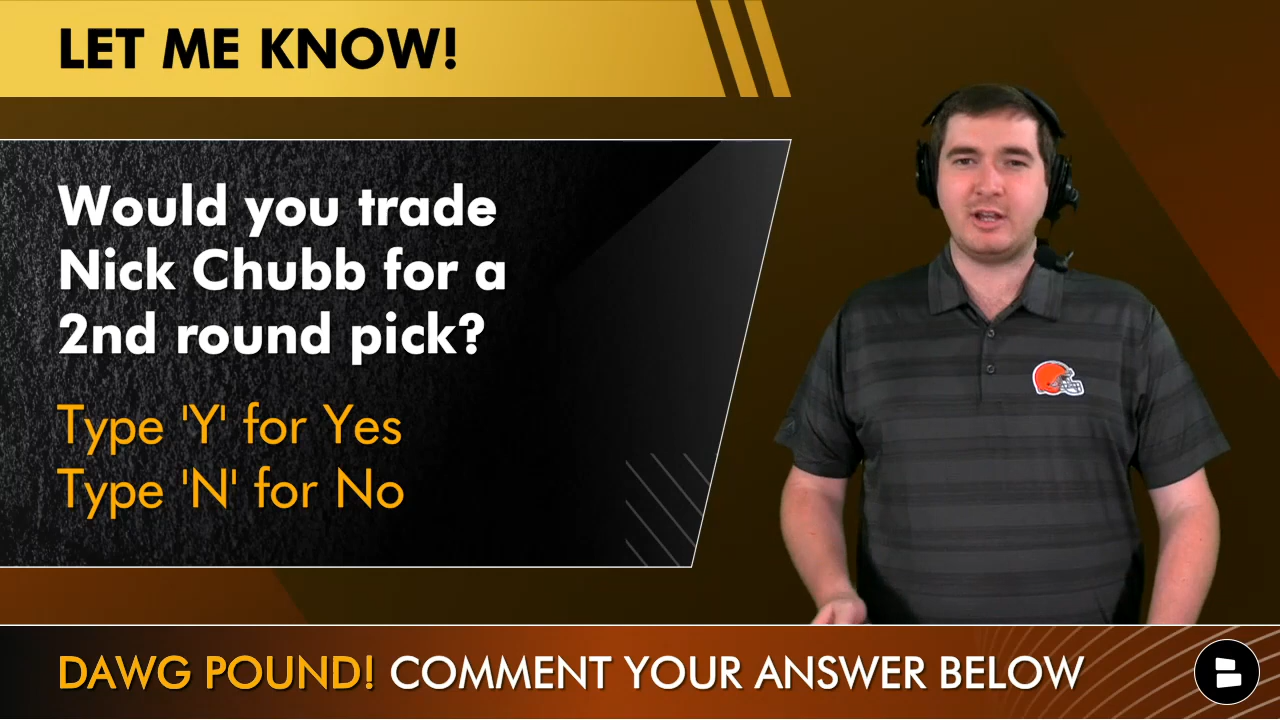 LET ME KNOW!
Would you trade
Nick Chubb for a
2nd round pick?
Type 'Y' for Yes
Type 'N' for No
DAWG POUND! COMMENT YOUR ANSWER BELOW